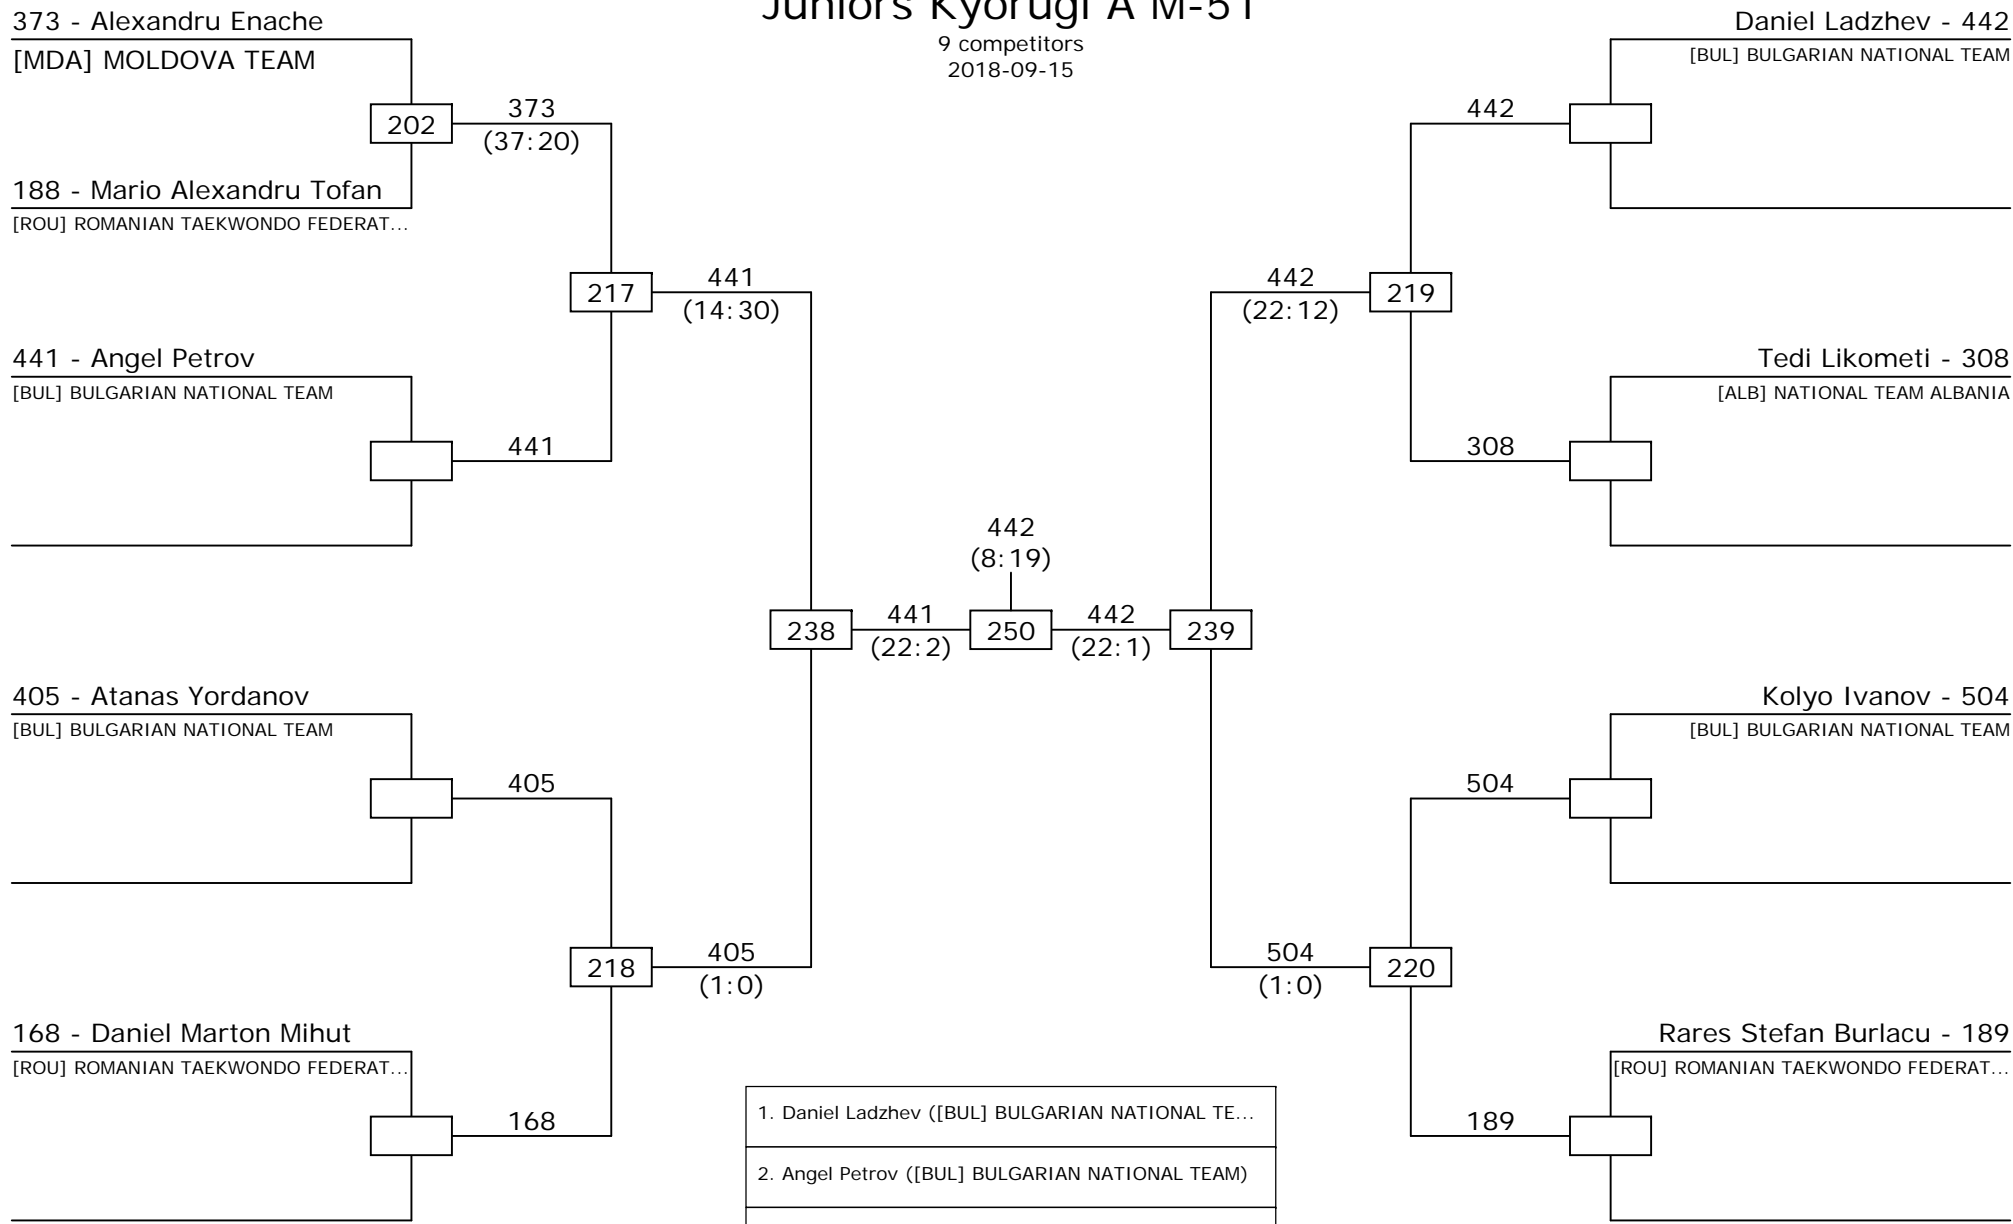 Juniors Kyorugi A M-51
9 competitors
2018-09-15
373 - Alexandru Enache
[MDA] MOLDOVA TEAM
202
373
(37:20)
188 - Mario Alexandru Tofan
[ROU] ROMANIAN TAEKWONDO FEDERAT...
217
441
(14:30)
441 - Angel Petrov
[BUL] BULGARIAN NATIONAL TEAM
441
405 - Atanas Yordanov
[BUL] BULGARIAN NATIONAL TEAM
405
218
405
(1:0)
168 - Daniel Marton Mihut
[ROU] ROMANIAN TAEKWONDO FEDERAT...
168
238
441
(22:2)
442
(8:19)
250
442
(22:1)
239
Daniel Ladzhev - 442
[BUL] BULGARIAN NATIONAL TEAM
442
442
(22:12)
219
Tedi Likometi - 308
[ALB] NATIONAL TEAM ALBANIA
308
Kolyo Ivanov - 504
[BUL] BULGARIAN NATIONAL TEAM
504
504
(1:0)
220
Rares Stefan Burlacu - 189
[ROU] ROMANIAN TAEKWONDO FEDERAT...
189
1. Daniel Ladzhev ([BUL] BULGARIAN NATIONAL TE...
2. Angel Petrov ([BUL] BULGARIAN NATIONAL TEAM)